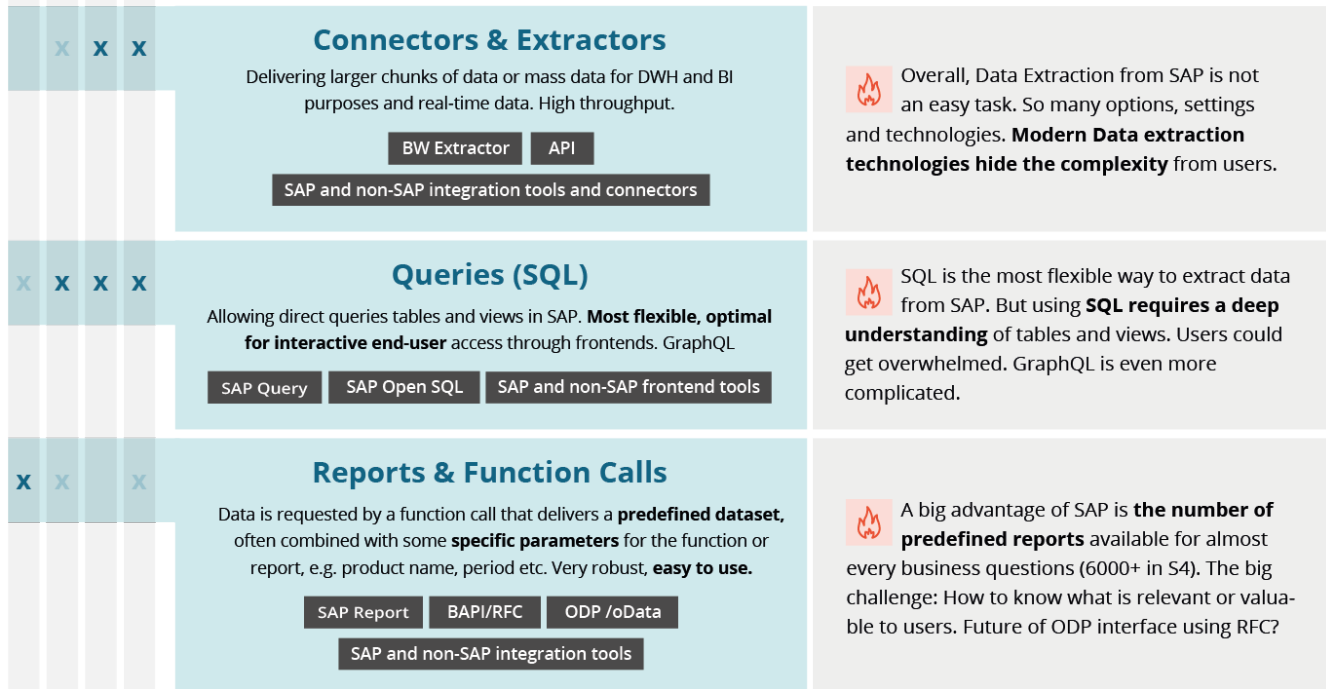 x x x
Connectors & Extractors
Delivering larger chunks of data or mass data for DWH and BI
purposes and real-time data. High throughput.
BW Extractor API
SAP and non-SAP integration tools and connectors
Overall, Data Extraction from SAP is not
an easy task. So many options, settings
and technologies. Modern Data extraction
technologies hide the complexity from users.
x x x x
Queries (SQL)
Allowing direct queries tables and views in SAP. Most flexible, optimal
for interactive end-user access through frontends. GraphQL
SAP Query SAP Open SQL SAP and non-SAP frontend tools
SQL is the most flexible way to extract data
from SAP. But using SQL requires a deep
understanding of tables and views. Users could
get overwhelmed. GraphQL is even more
complicated.
x x x
Reports & Function Calls
Data is requested by a function call that delivers a predefined dataset,
often combined with some specific parameters for the function or
report, e.g. product name, period etc. Very robust, easy to use.
SAP Report BAPI/RFC ODP /oData
SAP and non-SAP integration tools
A big advantage of SAP is the number of
predefined reports available for almost
every business questions (6000+ in S4). The big
challenge: How to know what is relevant or valua-
ble to users. Future of ODP interface using RFC?